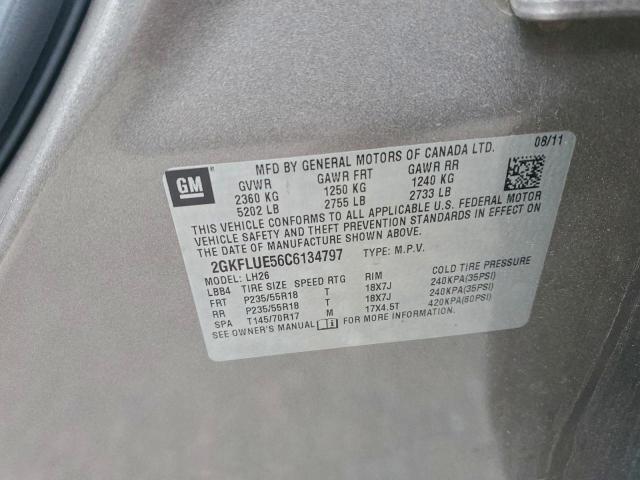 MFD BY GENERAL MOTORS OF CANADA LTD. 08/11
GM
GVWR GAWR FRT GAWR RR
2360 KG 1250 KG 1240 KG
5202 LB 2755 LB 2733 LB
THIS VEHICLE CONFORMS TO ALL APPLICABLE U.S. FEDERAL MOTOR
VEHICLE SAFETY AND THEFT PREVENTION STANDARDS IN EFFECT ON
THE DATE OF MANUFACTURE SHOWN ABOVE.
2GKFLUE56C6134797 TYPE: M.P.V.
MODEL: LH26
LBB4 TIRE SIZE SPEED RTG RIM COLD TIRE PRESSURE
FRT P235/55R18 T 18X7J 240KPA(35PSI)
RR P235/55R18 T 18X7J 240KPA(35PSI)
SPA T145/70R17 M 17X4.5T 420KPA(60PSI)
SEE OWNER'S MANUAL FOR MORE INFORMATION.